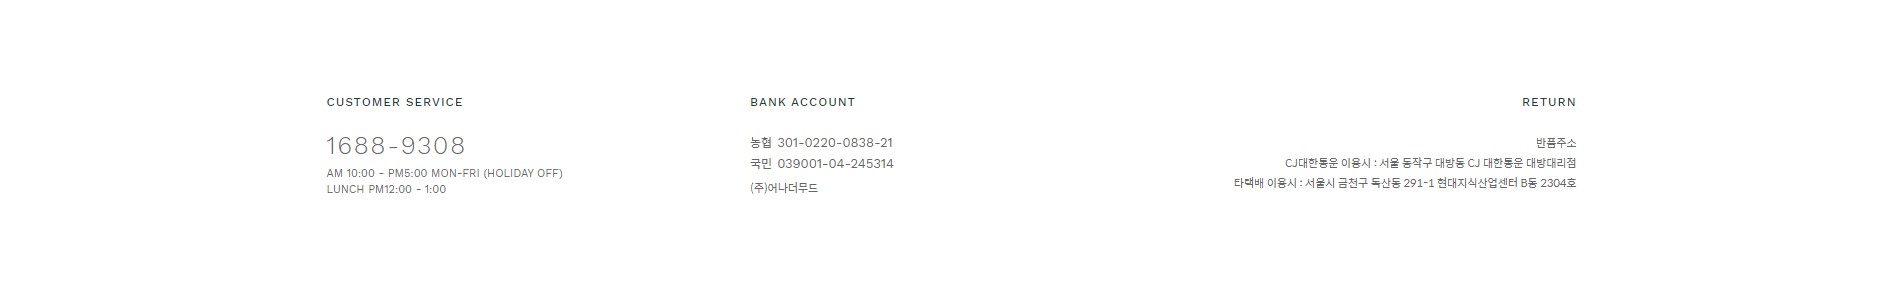 CUSTOMER SERVICE
1688-9308
AM 10:00 - PM5:00 MON-FRI (HOLIDAY OFF)
LUNCH PM12:00 - 1:00
BANK ACCOUNT
농협 301-0220-0838-21
국민 039001-04-245314
(주)어나더무드
RETURN
반품주소
CJ대한통운 이용시 : 서울 동작구 대방동 CJ 대한통운 대방대리점
타택배 이용시 : 서울시 금천구 독산동 291-1 현대지식산업센터 B동 2304호